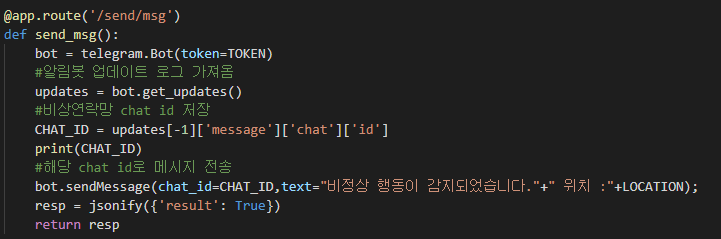 @app.route('/send/msg')
def send_msg():
    bot = telegram.Bot(token=TOKEN)
    #알림봇 업데이트 로그 가져옴
    updates = bot.get_updates()
    #비상연락망 chat id 저장
    CHAT_ID = updates[-1]['message']['chat']['id']
    print(CHAT_ID)
    #해당 chat id로 메시지 전송
    bot.sendMessage(chat_id=CHAT_ID,text="비정상 행동이 감지되었습니다."+" 위치 :"+LOCATION);
    resp = jsonify({'result': True})
    return resp